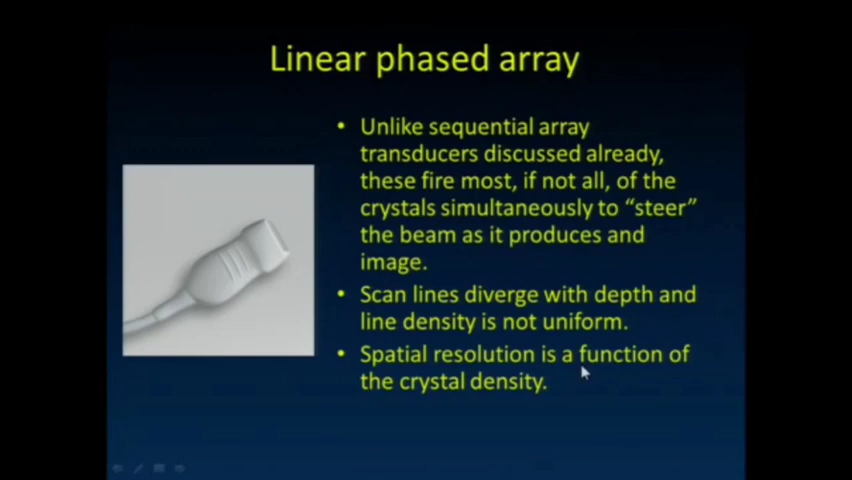 Linear phased array
• Unlike sequential array
transducers discussed already,
these fire most, if not all, of the
crystals simultaneously to “steer”
the beam as it produces and
image.
• Scan lines diverge with depth and
line density is not uniform.
• Spatial resolution is a function of
the crystal density.